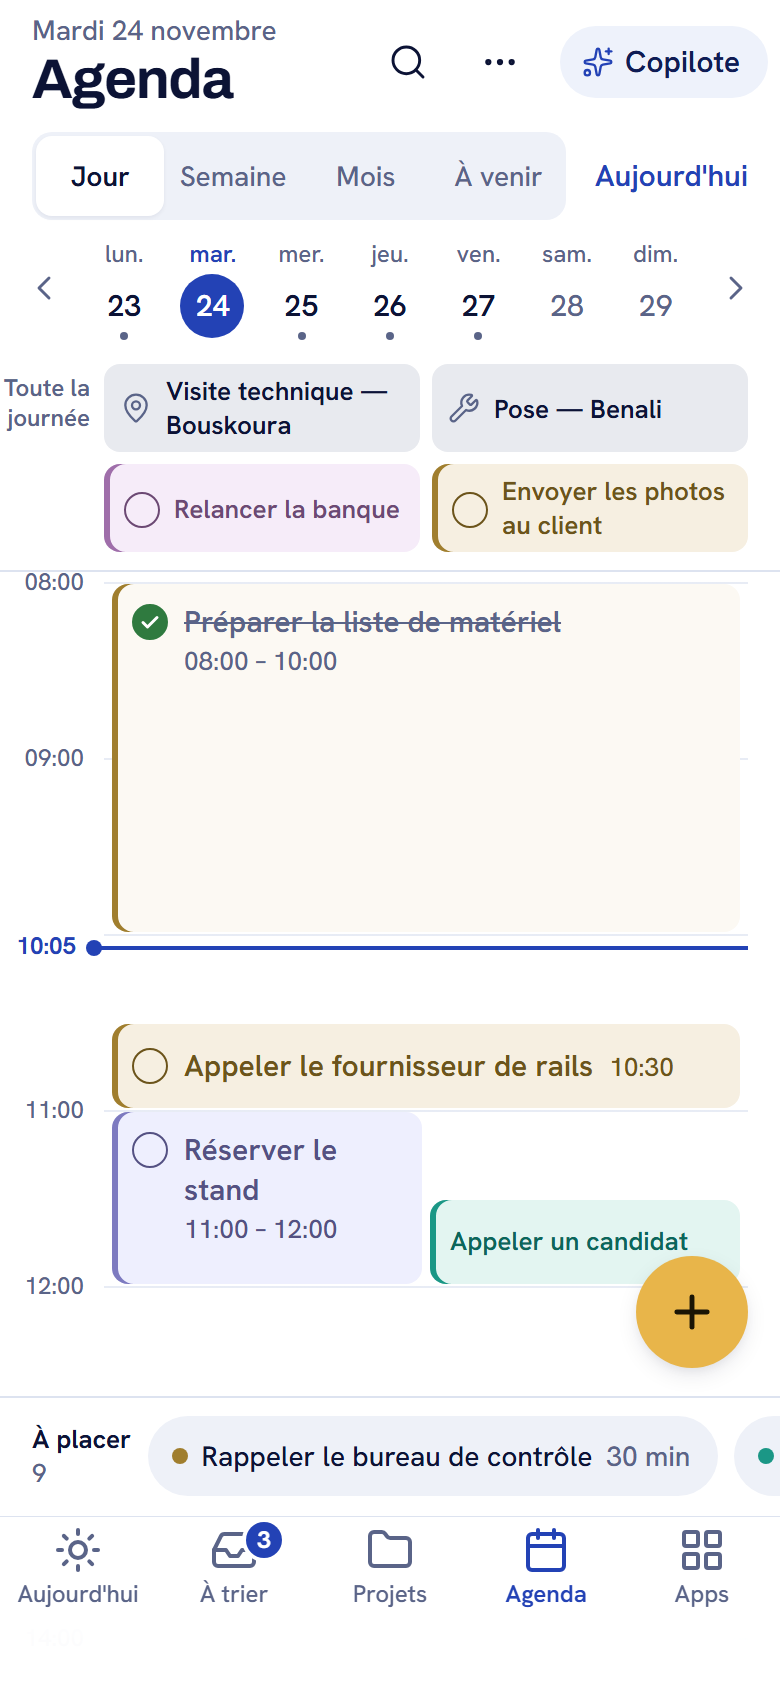 Mardi 24 novembre
Agenda
Copilote
Jour Semaine Mois À venir Aujourd'hui
lun. mar. mer. jeu. ven. sam. dim.
23 24 25 26 27 28 29
Toute la
journée
Visite technique —
Bouskoura
Pose — Benali
Relancer la banque
Envoyer les photos
au client
08:00
Préparer la liste de matériel
08:00 – 10:00
09:00
10:05
Appeler le fournisseur de rails 10:30
11:00
Réserver le
stand
11:00 – 12:00
Appeler un candidat
12:00
À placer
9
Rappeler le bureau de contrôle 30 min
3
Aujourd'hui À trier Projets Agenda Apps